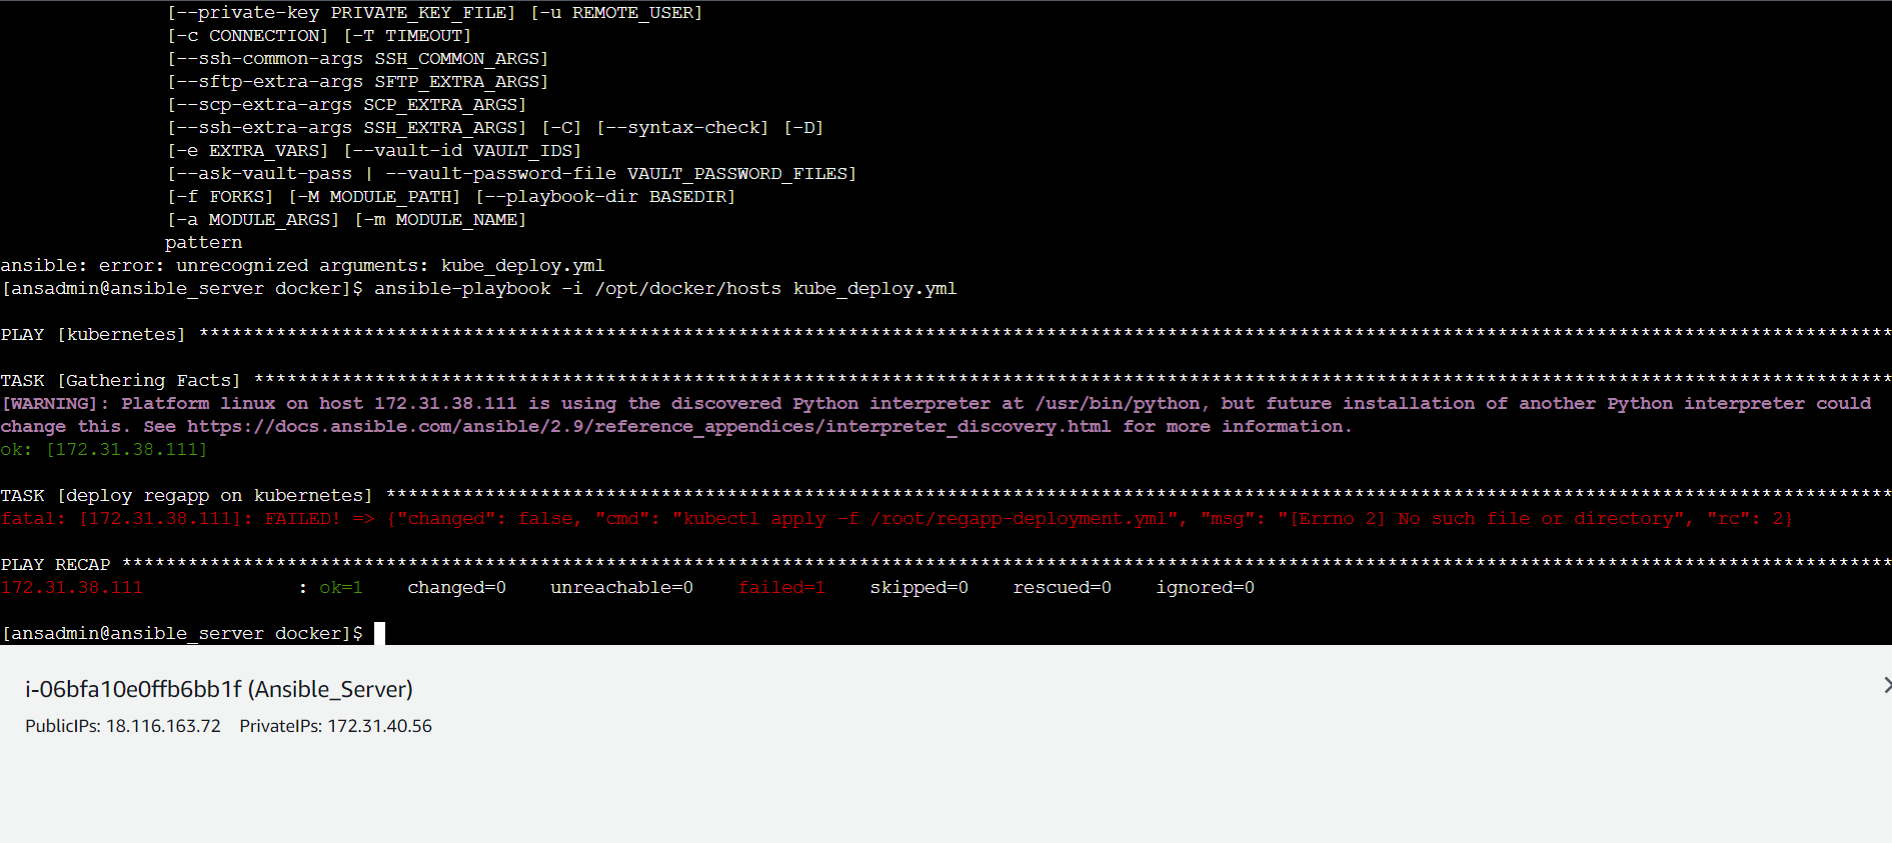 [--private-key PRIVATE_KEY_FILE] [-u REMOTE_USER]
[-c CONNECTION] [-T TIMEOUT]
[--ssh-common-args SSH_COMMON_ARGS]
[--sftp-extra-args SFTP_EXTRA_ARGS]
[--scp-extra-args SCP_EXTRA_ARGS]
[--ssh-extra-args SSH_EXTRA_ARGS] [-C] [--syntax-check] [-D]
[-e EXTRA_VARS] [--vault-id VAULT_IDS]
[--ask-vault-pass | --vault-password-file VAULT_PASSWORD_FILES]
[-f FORKS] [-M MODULE_PATH] [--playbook-dir BASEDIR]
[-a MODULE_ARGS] [-m MODULE_NAME]
pattern
ansible: error: unrecognized arguments: kube_deploy.yml
[ansadmin@ansible_server docker]$ ansible-playbook -i /opt/docker/hosts kube_deploy.yml
PLAY [kubernetes] **********************************************************************************************************************************************************
TASK [Gathering Facts] *****************************************************************************************************************************************************
[WARNING]: Platform linux on host 172.31.38.111 is using the discovered Python interpreter at /usr/bin/python, but future installation of another Python interpreter could
change this. See https://docs.ansible.com/ansible/2.9/reference_appendices/interpreter_discovery.html for more information.
ok: [172.31.38.111]
TASK [deploy regapp on kubernetes] *****************************************************************************************************************************************
fatal: [172.31.38.111]: FAILED! => {"changed": false, "cmd": "kubectl apply -f /root/regapp-deployment.yml", "msg": "[Errno 2] No such file or directory", "rc": 2}
PLAY RECAP *****************************************************************************************************************************************************************
172.31.38.111 : ok=1 changed=0 unreachable=0 failed=1 skipped=0 rescued=0 ignored=0
[ansadmin@ansible_server docker]$
i-06bfa10e0ffb6bb1f (Ansible_Server)
PublicIPs: 18.116.163.72 PrivateIPs: 172.31.40.56